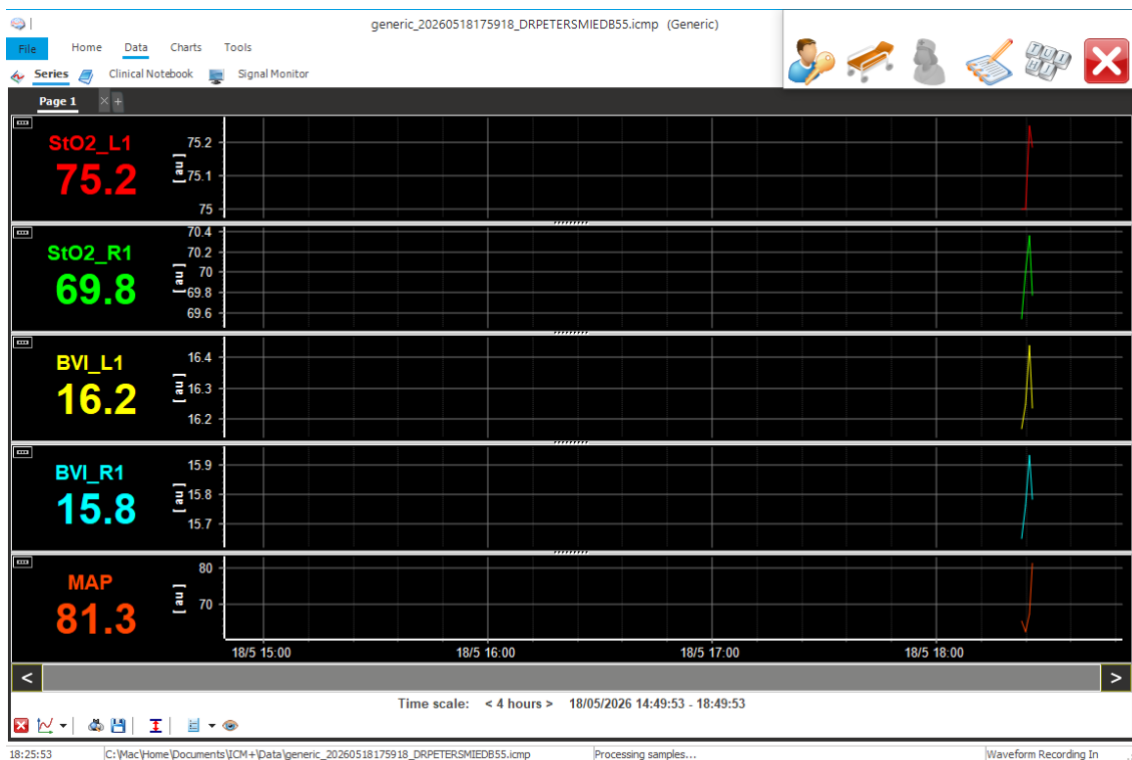 generic_20260518175918_DRPETERSMIEDB55.icmp (Generic)
File Home Data Charts Tools
Series Clinical Notebook Signal Monitor
Page 1
StO2_L1
75.2
[ au ]
75.2
75.1
75
StO2_R1
69.8
[ au ]
70.4
70.2
70
69.8
69.6
BVI_L1
16.2
[ au ]
16.4
16.3
16.2
BVI_R1
15.8
[ au ]
15.9
15.8
15.7
MAP
81.3
[ au ]
80
70
18/5 15:00 18/5 16:00 18/5 17:00 18/5 18:00
< >
Time scale: < 4 hours > 18/05/2026 14:49:53 - 18:49:53
18:25:53 C:\Mac\Home\Documents\ICM+\Data\generic_20260518175918_DRPETERSMIEDB55.icmp Processing samples... Waveform Recording In